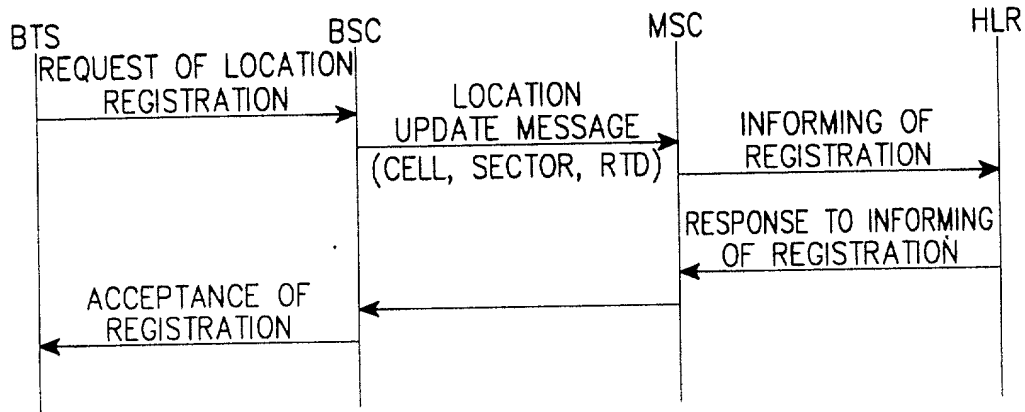 BTS
BSC
MSC
HLR
REQUEST OF LOCATION
REGISTRATION
LOCATION
UPDATE MESSAGE
(CELL, SECTOR, RTD)
INFORMING OF
REGISTRATION
RESPONSE TO INFORMING
OF REGISTRATION
ACCEPTANCE OF
REGISTRATION